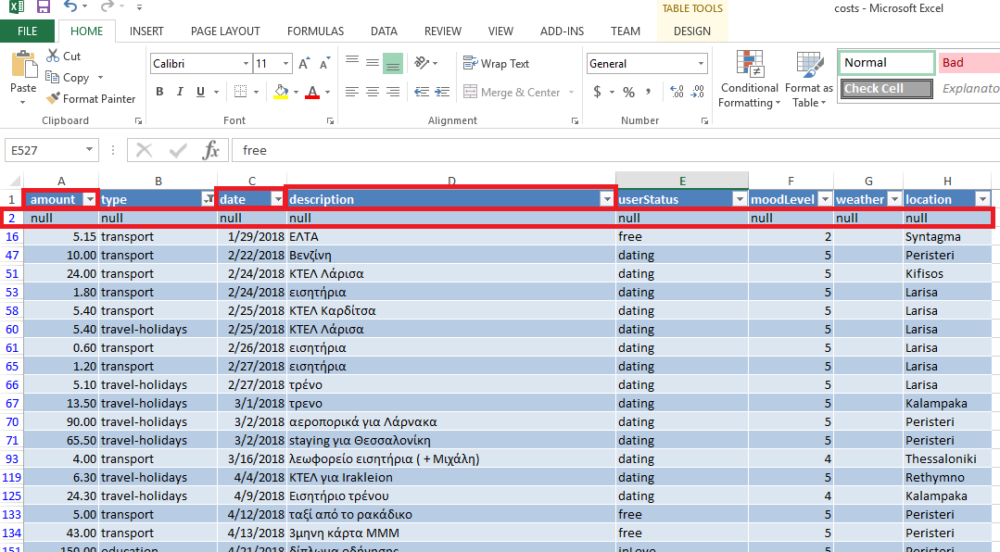 costs - Microsoft Excel
TABLE TOOLS
FILE HOME INSERT PAGE LAYOUT FORMULAS DATA REVIEW VIEW ADD-INS TEAM DESIGN
Paste
Cut
Copy
Format Painter
Clipboard
Calibri 11
B I U
Font
Wrap Text
Merge & Center
Alignment
General
$ % ,
Number
Conditional Formatting
Format as Table
Normal Bad
Check Cell Explanato
E527 fx free
A B C D E F G H
1 amount type date description userStatus moodLevel weather location
2 null null null null null null null null
16 5.15 transport 1/29/2018 ΕΛΤΑ free 2 Syntagma
47 10.00 transport 2/22/2018 Βενζίνη dating 5 Peristeri
51 24.00 transport 2/24/2018 ΚΤΕΛ Λάρισα dating 5 Kifisos
53 1.80 transport 2/24/2018 εισητήρια dating 5 Larisa
58 5.40 transport 2/25/2018 ΚΤΕΛ Καρδίτσα dating 5 Larisa
60 5.40 travel-holidays 2/25/2018 ΚΤΕΛ Λάρισα dating 5 Larisa
61 0.60 transport 2/26/2018 εισητήρια dating 5 Larisa
65 1.20 transport 2/27/2018 εισητήρια dating 5 Larisa
66 5.10 travel-holidays 2/27/2018 τρένο dating 5 Larisa
67 13.50 travel-holidays 3/1/2018 τρενο dating 5 Kalampaka
70 90.00 travel-holidays 3/2/2018 αεροπορικά για Λάρνακα dating 5 Peristeri
71 65.50 travel-holidays 3/2/2018 staying για Θεσσαλονίκη dating 5 Peristeri
93 4.00 transport 3/16/2018 λεωφορείο εισητήρια ( + Μιχάλη) dating 4 Thessaloniki
119 6.30 travel-holidays 4/4/2018 ΚΤΕΛ για Irakleion dating 5 Rethymno
125 24.30 travel-holidays 4/9/2018 Εισητήριο τρένου dating 4 Kalampaka
133 5.00 transport 4/12/2018 ταξί από το ρακάδικο free 5 Peristeri
134 43.00 transport 4/13/2018 3μηνη κάρτα ΜΜΜ free 5 Peristeri
151 150.00 education 4/21/2018 δίπλωμα οδήγησης inLove 5 Peristeri